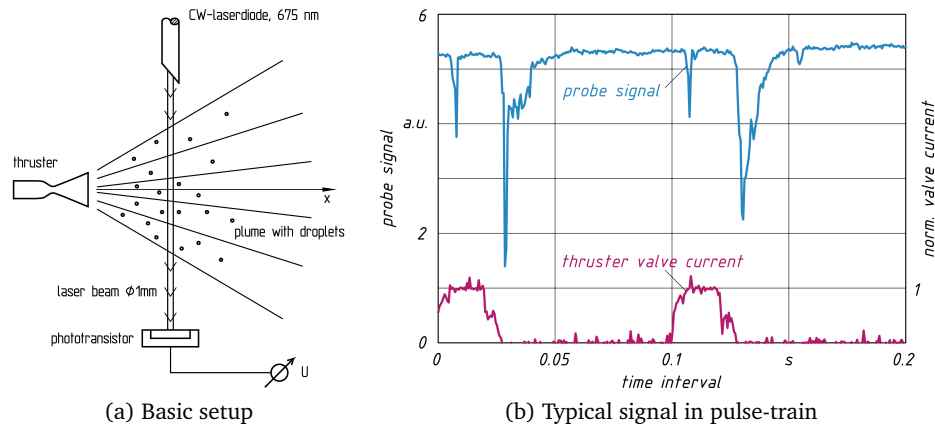 CW-laserdiode, 675 nm
thruster
x
plume with droplets
laser beam ϕ1mm
phototransistor
U
(a) Basic setup
6
probe signal
a.u.
probe signal
norm. valve current
2
thruster valve current
1
0
0 0.05 0.1 s 0.2
time interval
(b) Typical signal in pulse-train